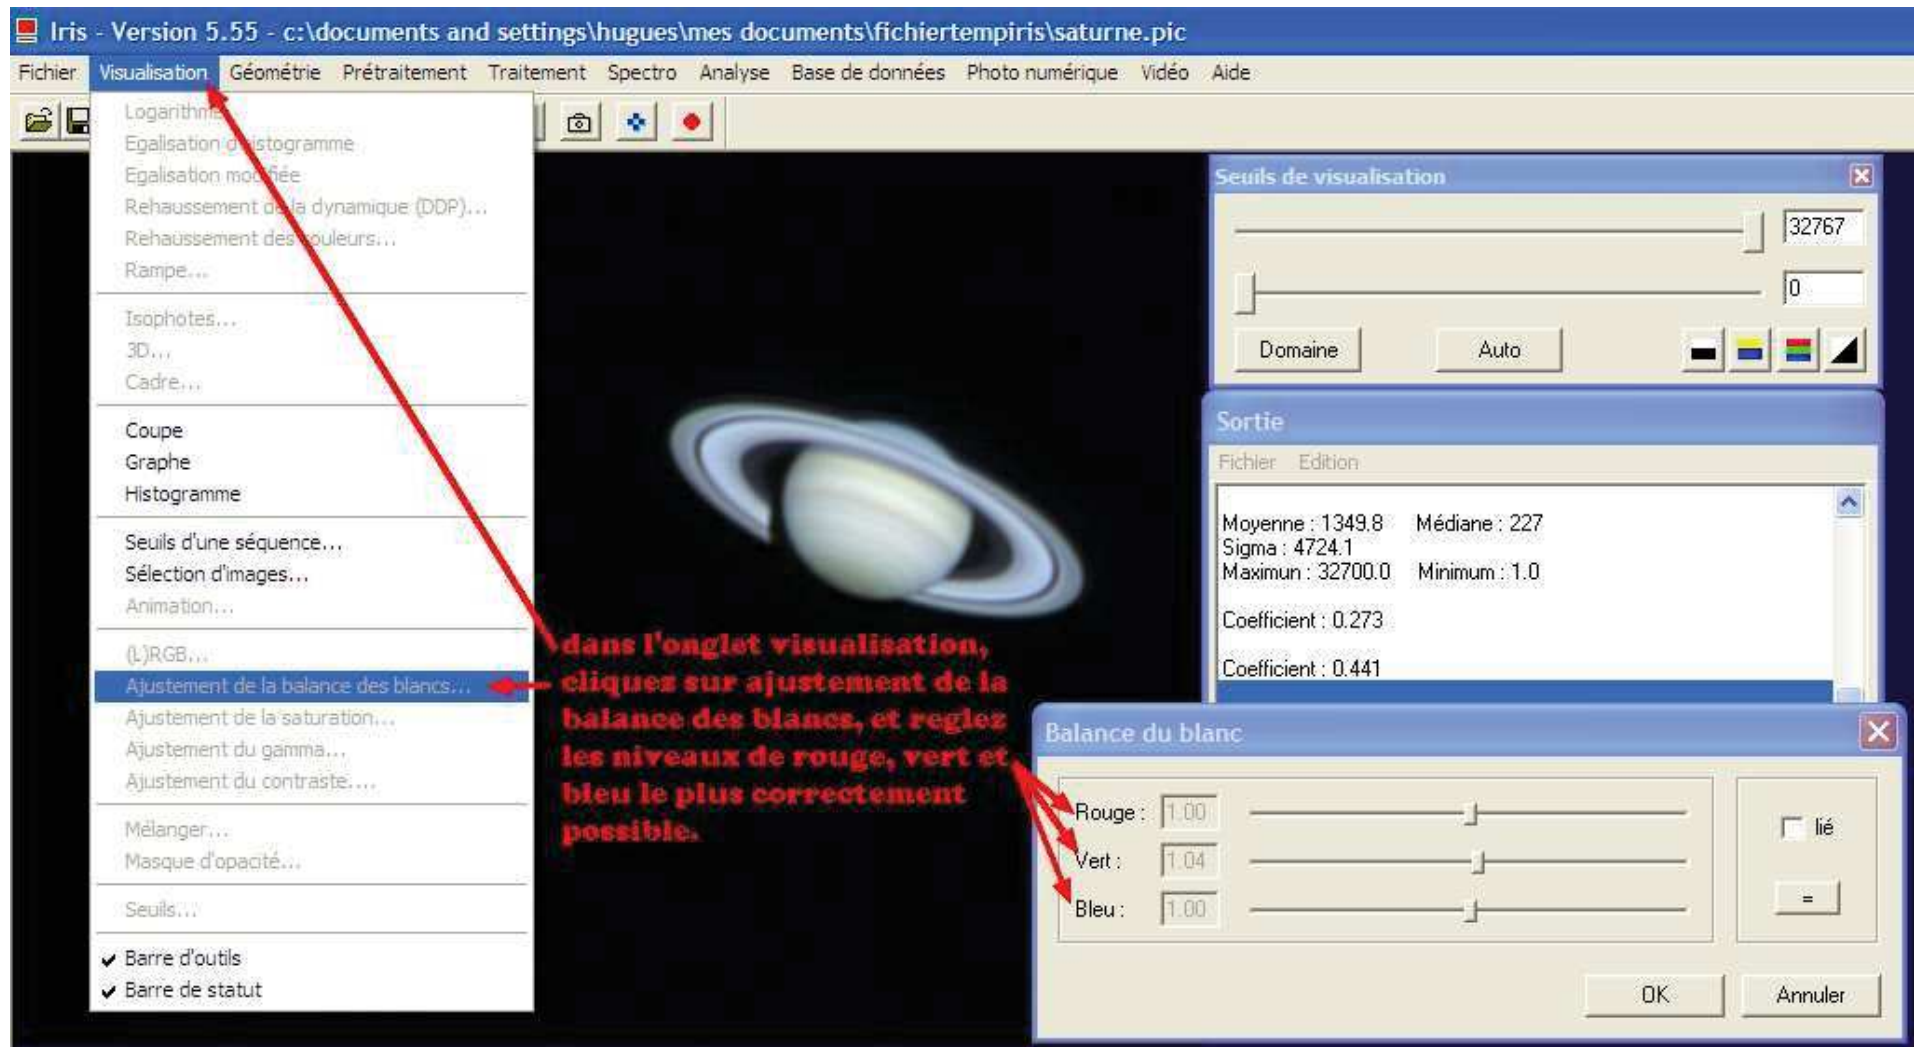 Iris - Version 5.55 - c:\documents and settings\hugues\mes documents\fichiertempiris\saturne.pic
Fichier Visualisation Géométrie Prétraitement Traitement Spectro Analyse Base de données Photo numérique Vidéo Aide
Logarithme
Egalisation d'histogramme
Egalisation modifiée
Rehaussement de la dynamique (DDP)...
Rehaussement des couleurs...
Rampe...
Isophotes...
3D...
Cadre...
Coupe
Graphe
Histogramme
Seuils d'une séquence...
Sélection d'images...
Animation...
(L)RGB...
Ajustement de la balance des blancs...
Ajustement de la saturation...
Ajustement du gamma...
Ajustement du contraste....
Mélanger...
Masque d'opacité...
Seuils...
Barre d'outils
Barre de statut
dans l'onglet visualisation,
cliquez sur ajustement de la
balance des blancs, et reglez
les niveaux de rouge, vert et
bleu le plus correctement
possible.
Seuils de visualisation
32767
0
Domaine Auto
Sortie
Fichier Edition
Moyenne : 1349.8 Médiane : 227
Sigma : 4724.1
Maximun : 32700.0 Minimum : 1.0
Coefficient : 0.273
Coefficient : 0.441
Balance du blanc
Rouge : 1.00
Vert : 1.04
Bleu : 1.00
lié
=
OK Annuler